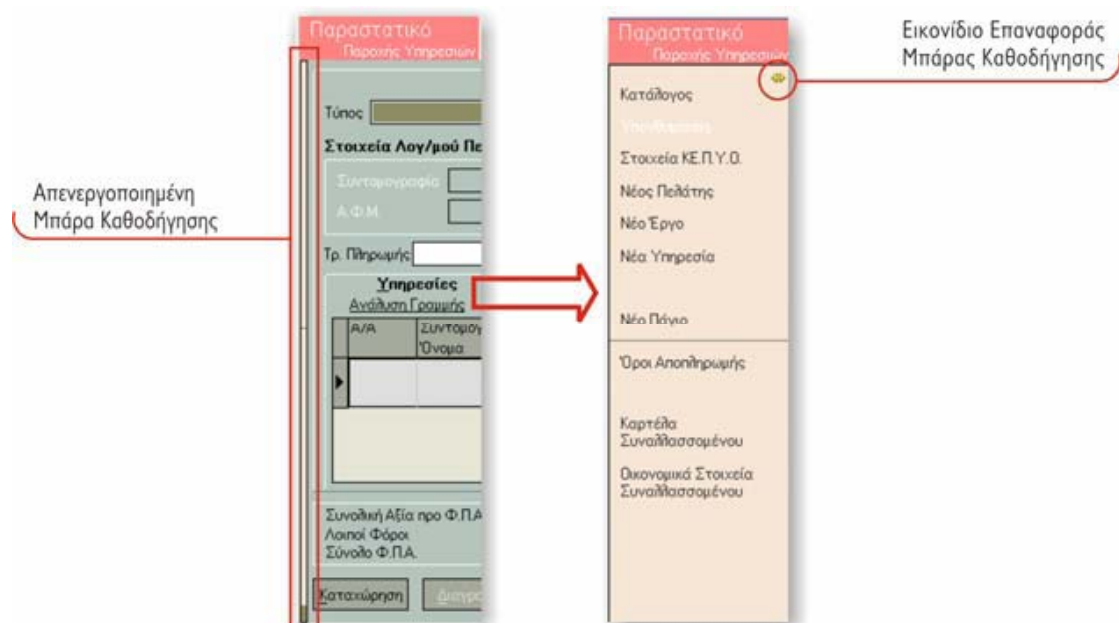 Απενεργοποιημένη
Μπάρα Καθοδήγησης
Παραστατικό
Παροχής Υπηρεσιών
Τύπος
Στοιχεία Λογ/μού Πε
Συντομογραφία
Α.Φ.Μ.
Τρ. Πληρωμής
Υπηρεσίες
Ανάλυση Γραμμής
Α/Α
Συντομογ
Όνομα
Συνολική Αξία προ Φ.Π.Α
Λοιποί Φόροι
Σύνολο Φ.Π.Α.
Καταχώρηση
Διαγρα
Παραστατικό
Παροχής Υπηρεσιών
Κατάλογος
Υπενθυμίσεις
Στοιχεία ΚΕ.Π.Υ.Ο.
Νέος Πελάτης
Νέο Έργο
Νέα Υπηρεσία
Νέο Πάγιο
Όροι Αποπληρωμής
Καρτέλα
Συναλλασσομένου
Οικονομικά Στοιχεία
Συναλλασσομένου
Εικονίδιο Επαναφοράς
Μπάρας Καθοδήγησης